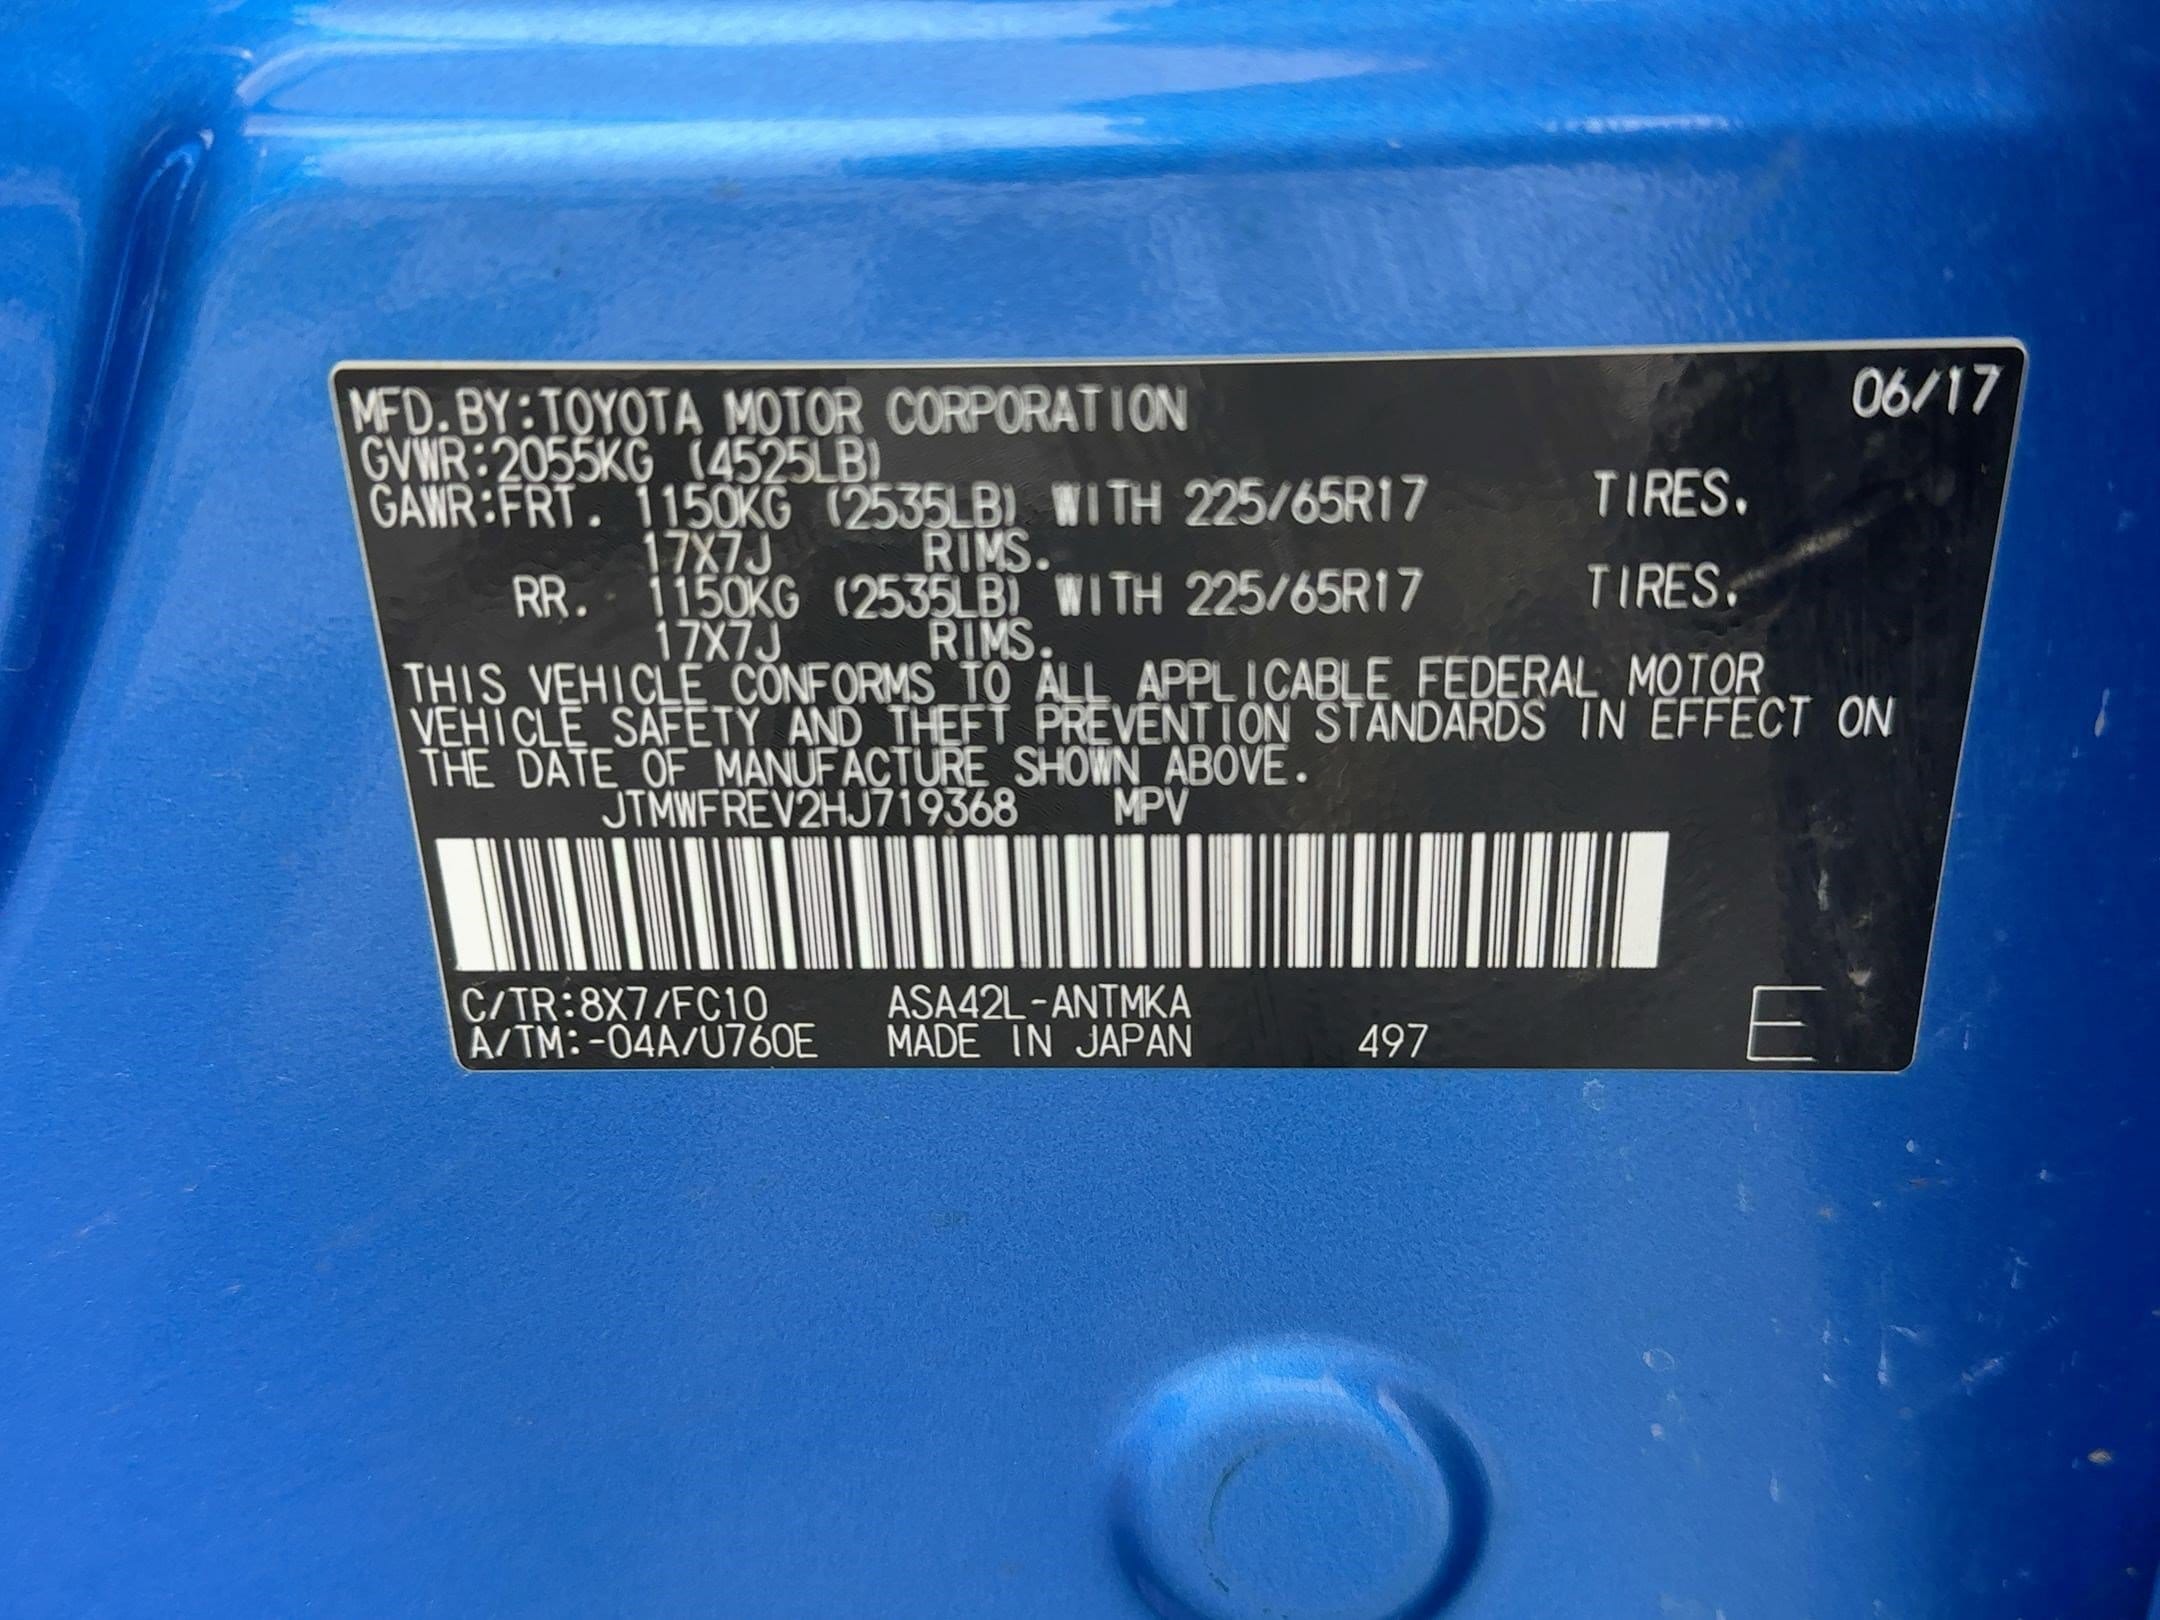 MFD.BY:TOYOTA MOTOR CORPORATION 06/17
GVWR:2055KG (4525LB)
GAWR:FRT. 1150KG (2535LB) WITH 225/65R17 TIRES.
17X7J RIMS.
RR. 1150KG (2535LB) WITH 225/65R17 TIRES.
17X7J RIMS.
THIS VEHICLE CONFORMS TO ALL APPLICABLE FEDERAL MOTOR
VEHICLE SAFETY AND THEFT PREVENTION STANDARDS IN EFFECT ON
THE DATE OF MANUFACTURE SHOWN ABOVE.
JTMWFREV2HJ719368 MPV
C/TR:8X7/FC10 ASA42L-ANTMKA
A/TM:-04A/U760E MADE IN JAPAN 497 E